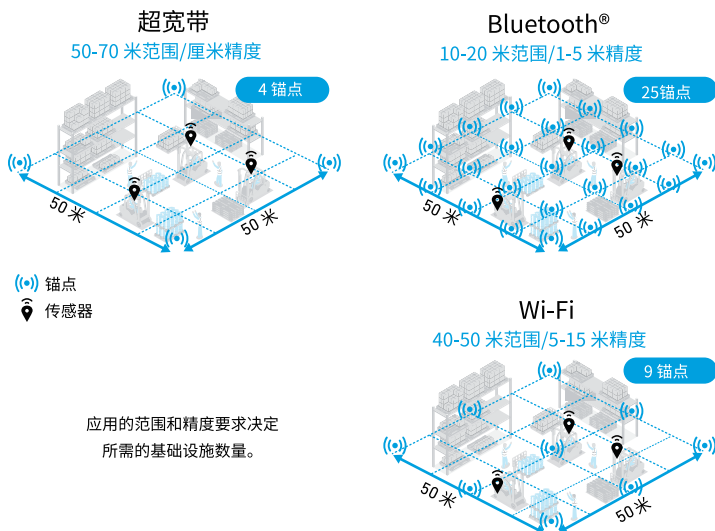 超宽带
50-70 米范围/厘米精度
4 锚点
50 米
50 米
Bluetooth®
10-20 米范围/1-5 米精度
25锚点
50 米
50 米
锚点
传感器
应用的范围和精度要求决定
所需的基础设施数量。
Wi-Fi
40-50 米范围/5-15 米精度
9 锚点
50 米
50 米